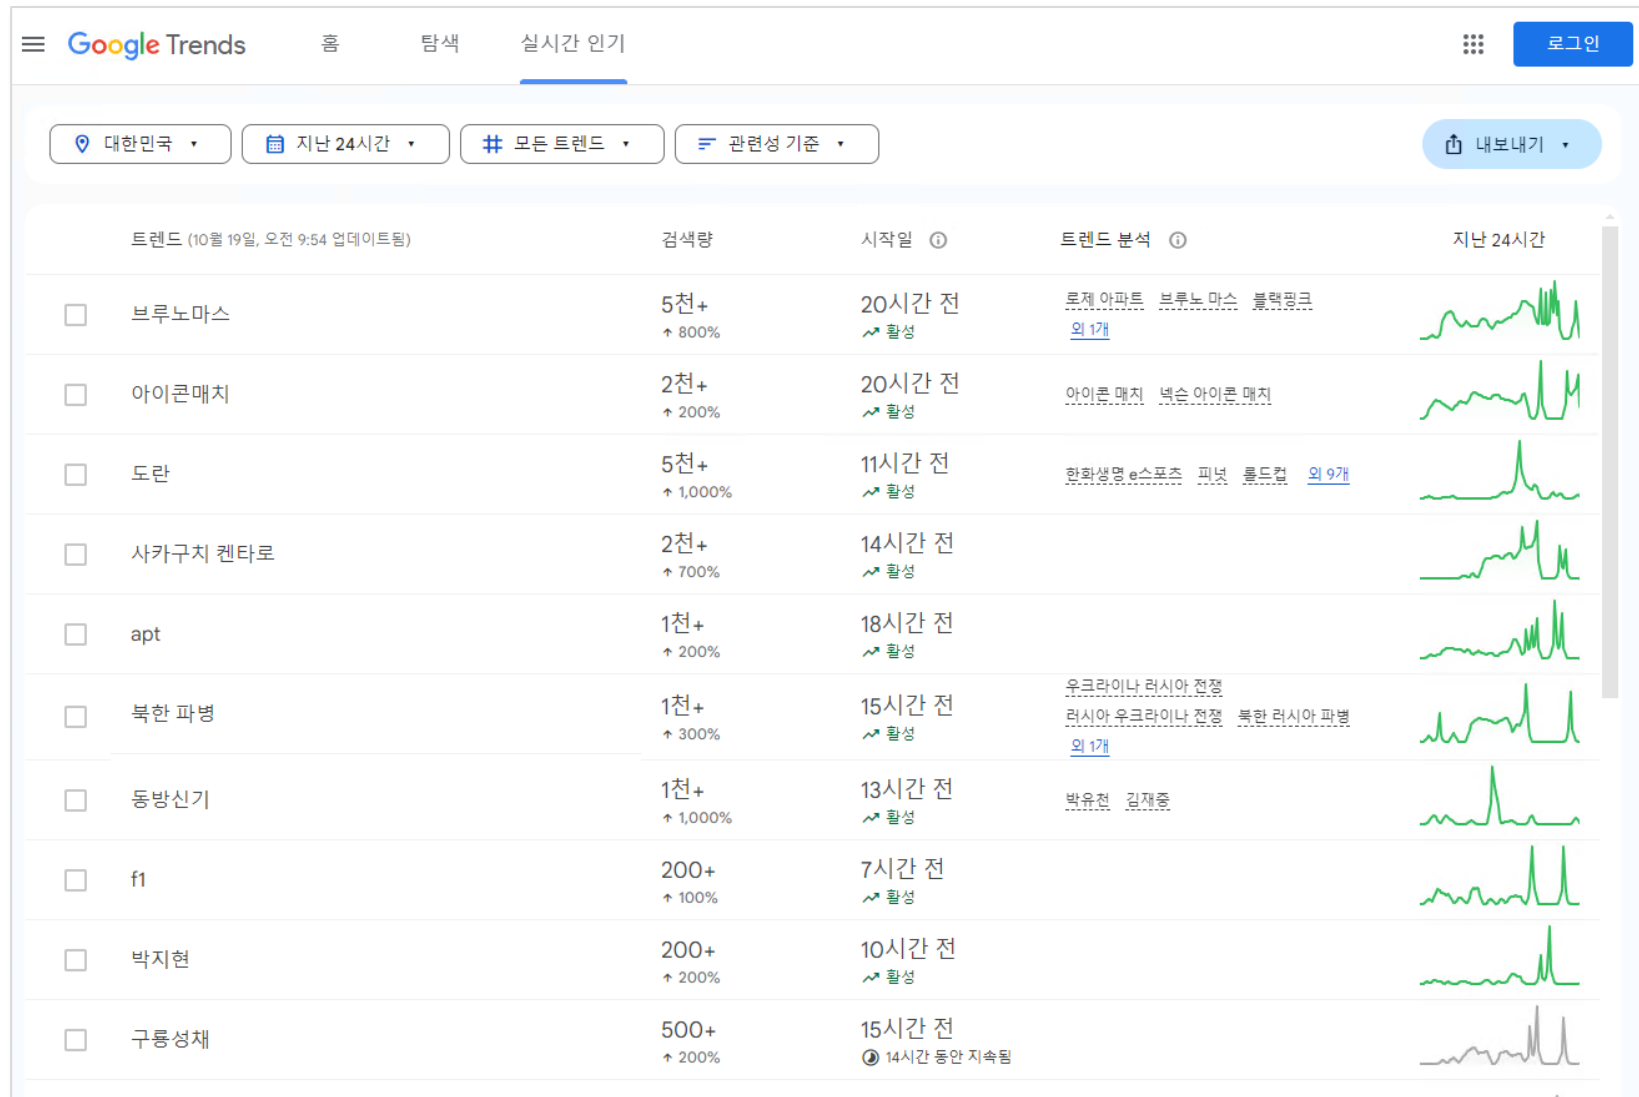 Google Trends 홈 탐색 실시간 인기 로그인
대한민국 지난 24시간 모든 트렌드 관련성 기준 내보내기
트렌드 (10월 19일, 오전 9:54 업데이트됨) 검색량 시작일 트렌드 분석 지난 24시간
브루노마스 5천+ 20시간 전 로제 아파트 브루노 마스 블랙핑크
↑ 800% 활성 외 1개
아이콘매치 2천+ 20시간 전 아이콘 매치 넥슨 아이콘 매치
↑ 200% 활성
도란 5천+ 11시간 전 한화생명 e스포츠 피넛 롤드컵 외 9개
↑ 1,000% 활성
사카구치 켄타로 2천+ 14시간 전
↑ 700% 활성
apt 1천+ 18시간 전
↑ 200% 활성
우크라이나 러시아 전쟁
북한 파병 1천+ 15시간 전 러시아 우크라이나 전쟁 북한 러시아 파병
↑ 300% 활성 외 1개
동방신기 1천+ 13시간 전 박유천 김재중
↑ 1,000% 활성
f1 200+ 7시간 전
↑ 100% 활성
박지현 200+ 10시간 전
↑ 200% 활성
구룡성채 500+ 15시간 전
↑ 200% 14시간 동안 지속됨